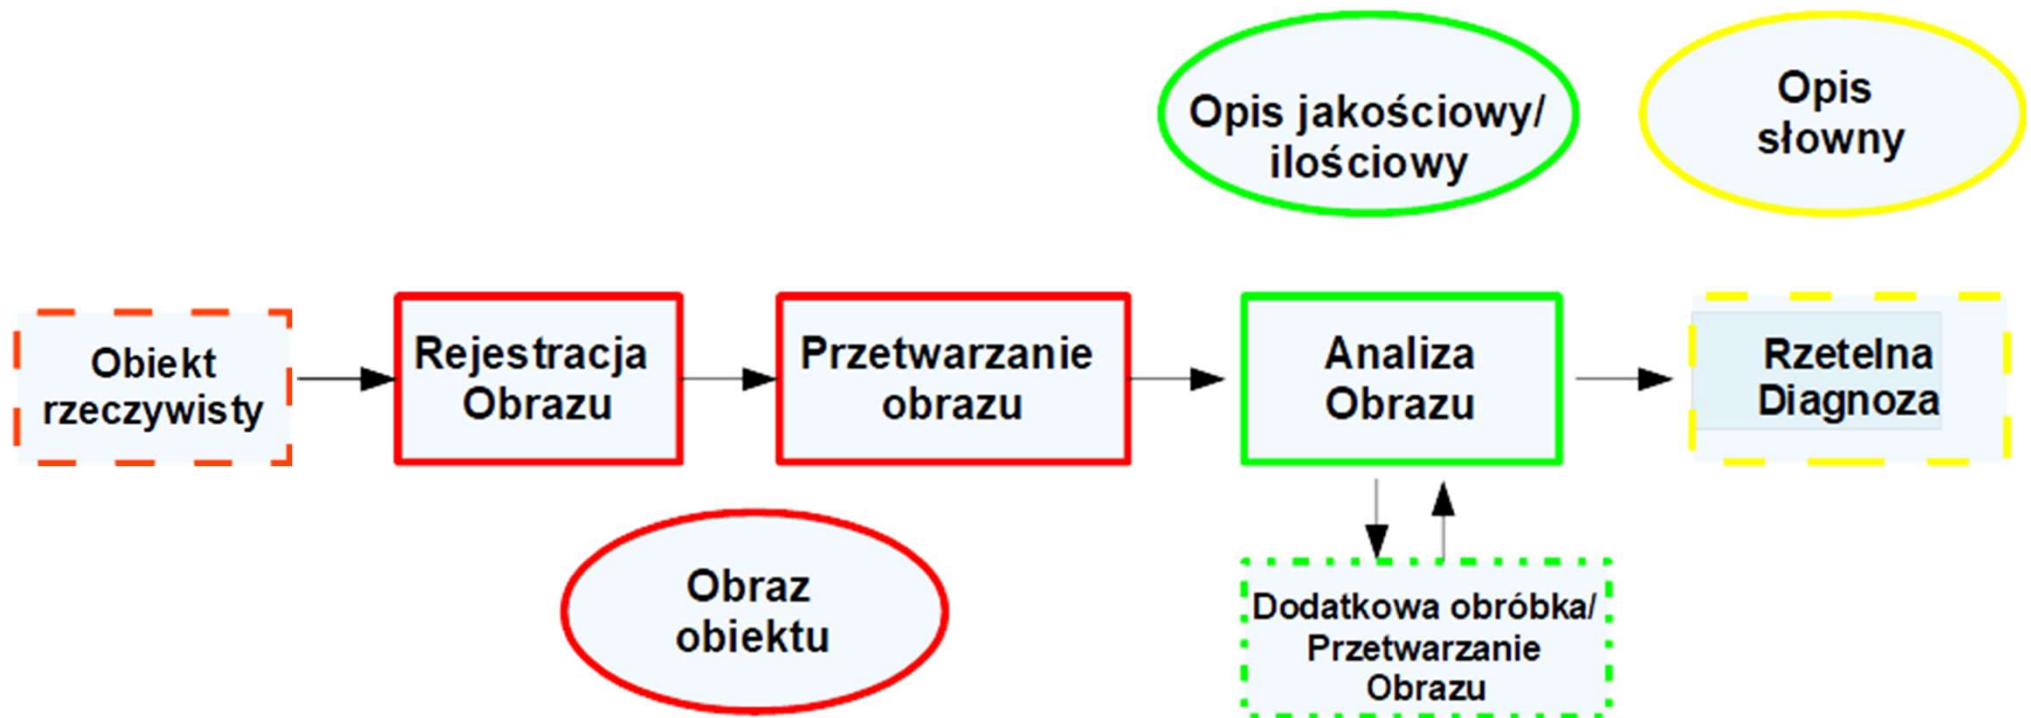 Opis jakościowy/
ilościowy
Opis
słowny
Obiekt
rzeczywisty
Rejestracja
Obrazu
Przetwarzanie
obrazu
Analiza
Obrazu
Rzetelna
Diagnoza
Obraz
obiektu
Dodatkowa obróbka/
Przetwarzanie
Obrazu